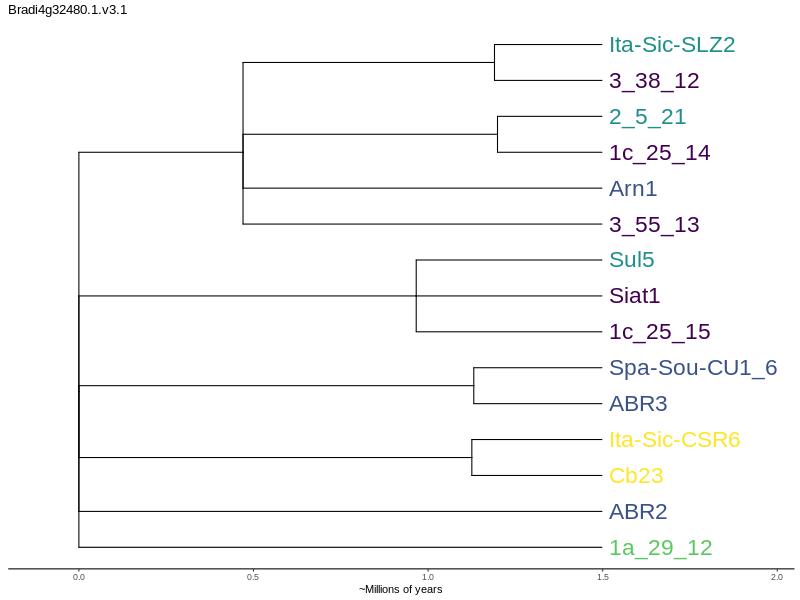 Bradi4g32480.1.v3.1
Ita-Sic-SLZ2
3_38_12
2_5_21
1c_25_14
Arn1
3_55_13
Sul5
Siat1
1c_25_15
Spa-Sou-CU1_6
ABR3
Ita-Sic-CSR6
Cb23
ABR2
1a_29_12
0.0 0.5 1.0 1.5 2.0
~Millions of years